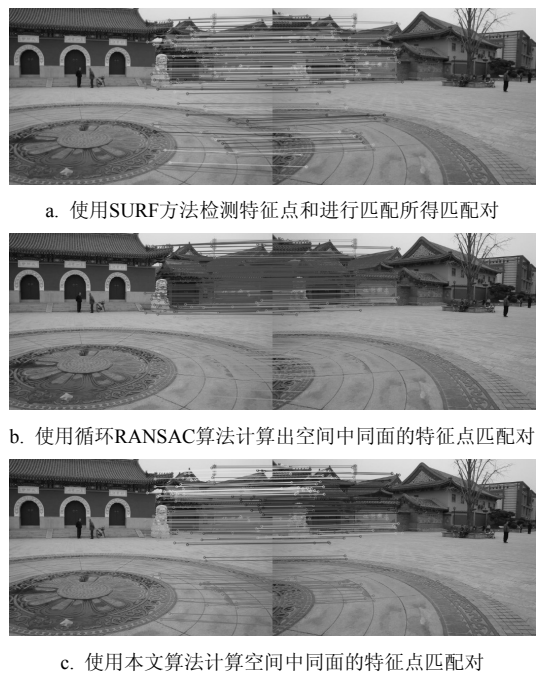 a. 使用SURF方法检测特征点和进行匹配所得匹配对
b. 使用循环RANSAC算法计算出空间中同面的特征点匹配对
c. 使用本文算法计算空间中同面的特征点匹配对